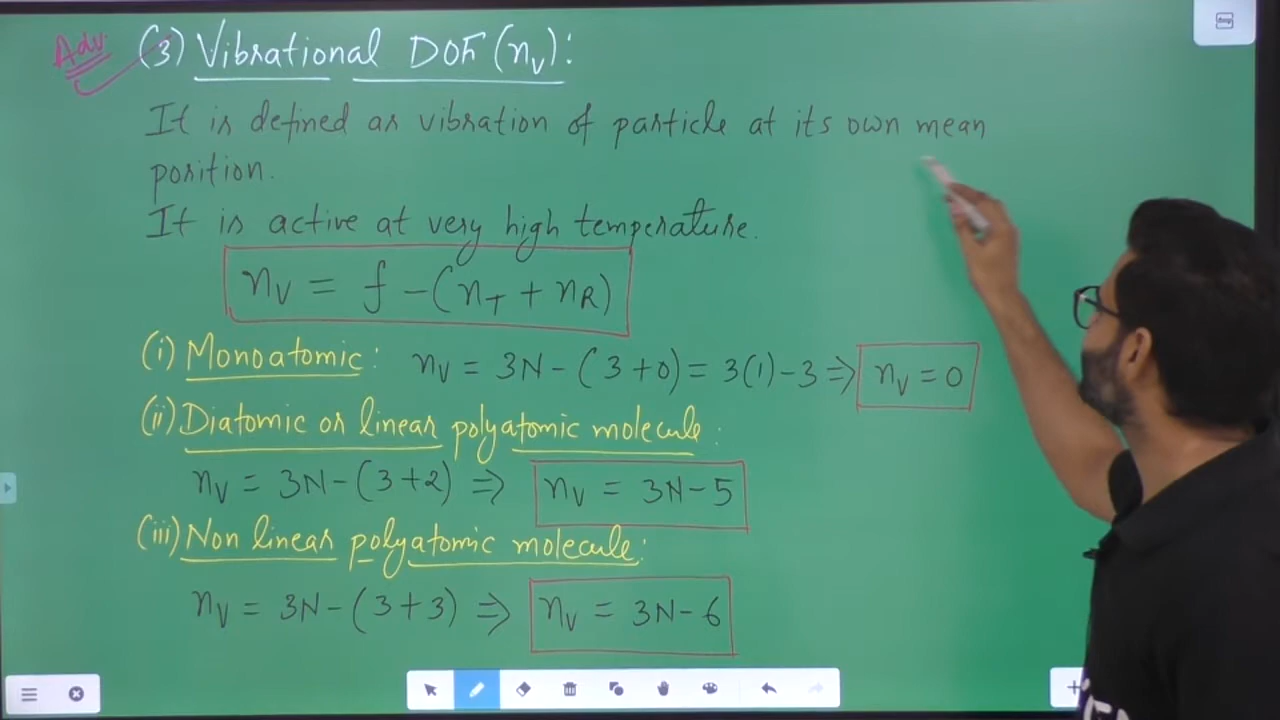 Adv.
(3) Vibrational DOF (nᵥ):
It is defined as vibration of particle at its own mean
position.
It is active at very high temperature.
nᵥ = f - (n_T + n_R)
(i) Monoatomic: nᵥ = 3N - (3+0) = 3(1) - 3 ⇒ nᵥ = 0
(ii) Diatomic or linear polyatomic molecule:
nᵥ = 3N - (3+2) ⇒ nᵥ = 3N - 5
(iii) Non linear polyatomic molecule:
nᵥ = 3N - (3+3) ⇒ nᵥ = 3N - 6